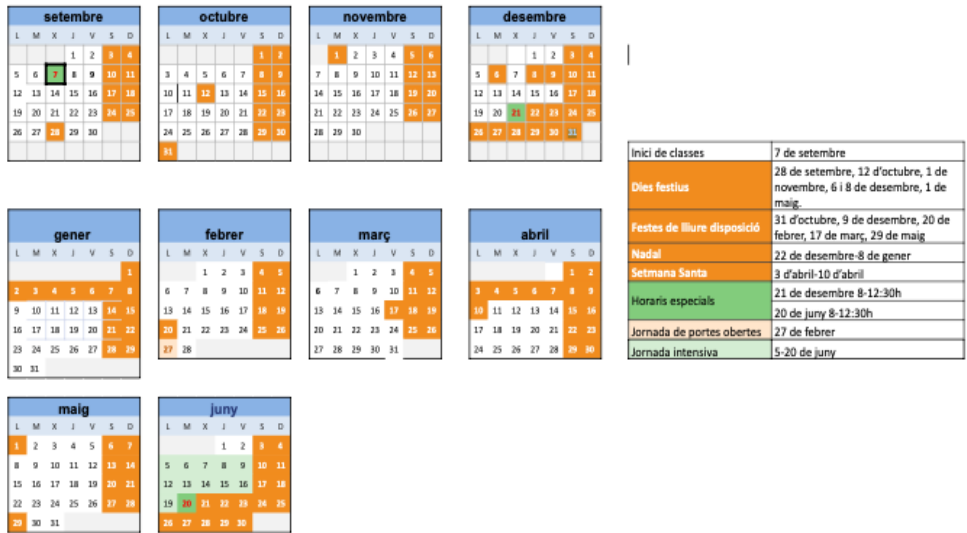 setembre
L M X J V S D
1 2 3 4
5 6 7 8 9 10 11
12 13 14 15 16 17 18
19 20 21 22 23 24 25
26 27 28 29 30
octubre
L M X J V S D
1 2
3 4 5 6 7 8 9
10 11 12 13 14 15 16
17 18 19 20 21 22 23
24 25 26 27 28 29 30
31
novembre
L M X J V S D
1 2 3 4 5 6
7 8 9 10 11 12 13
14 15 16 17 18 19 20
21 22 23 24 25 26 27
28 29 30
desembre
L M X J V S D
1 2 3 4
5 6 7 8 9 10 11
12 13 14 15 16 17 18
19 20 21 22 23 24 25
26 27 28 29 30 31
Inici de classes 7 de setembre
Dies festius 28 de setembre, 12 d'octubre, 1 de
novembre, 6 i 8 de desembre, 1 de
maig.
Festes de lliure disposició 31 d'octubre, 9 de desembre, 20 de
febrer, 17 de març, 29 de maig
Nadal 22 de desembre-8 de gener
Setmana Santa 3 d'abril-10 d'abril
Horaris especials 21 de desembre 8-12:30h
20 de juny 8-12:30h
Jornada de portes obertes 27 de febrer
Jornada intensiva 5-20 de juny
gener
L M X J V S D
1
2 3 4 5 6 7 8
9 10 11 12 13 14 15
16 17 18 19 20 21 22
23 24 25 26 27 28 29
30 31
febrer
L M X J V S D
1 2 3 4 5
6 7 8 9 10 11 12
13 14 15 16 17 18 19
20 21 22 23 24 25 26
27 28
març
L M X J V S D
1 2 3 4 5
6 7 8 9 10 11 12
13 14 15 16 17 18 19
20 21 22 23 24 25 26
27 28 29 30 31
abril
L M X J V S D
1 2
3 4 5 6 7 8 9
10 11 12 13 14 15 16
17 18 19 20 21 22 23
24 25 26 27 28 29 30
maig
L M X J V S D
1 2 3 4 5 6 7
8 9 10 11 12 13 14
15 16 17 18 19 20 21
22 23 24 25 26 27 28
29 30 31
juny
L M X J V S D
1 2 3 4
5 6 7 8 9 10 11
12 13 14 15 16 17 18
19 20 21 22 23 24 25
26 27 28 29 30